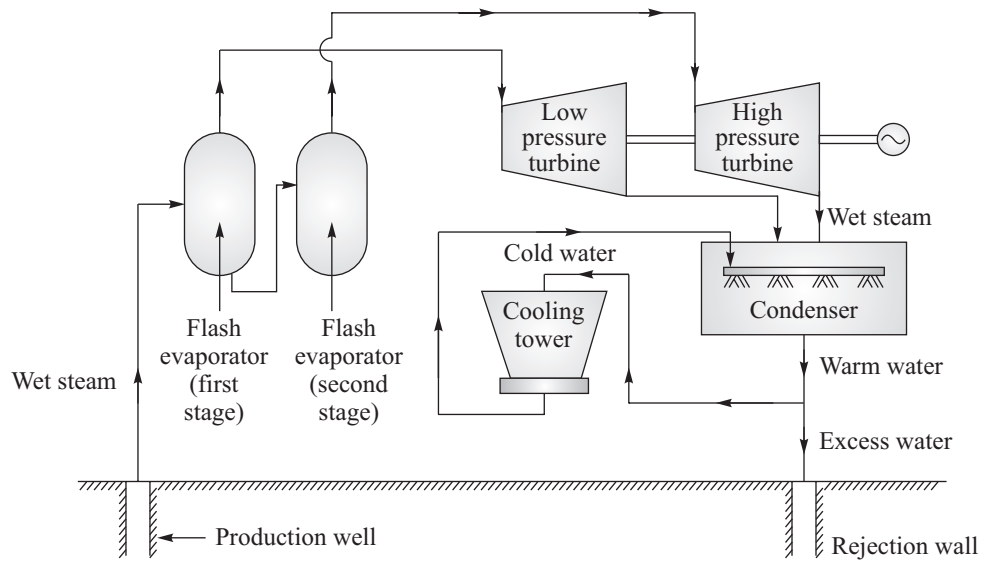 Low
pressure
turbine
High
pressure
turbine
Wet steam
Cold water
Cooling
tower
Condenser
Flash
evaporator
(first
stage)
Flash
evaporator
(second
stage)
Wet steam
Warm water
Excess water
Production well
Rejection wall